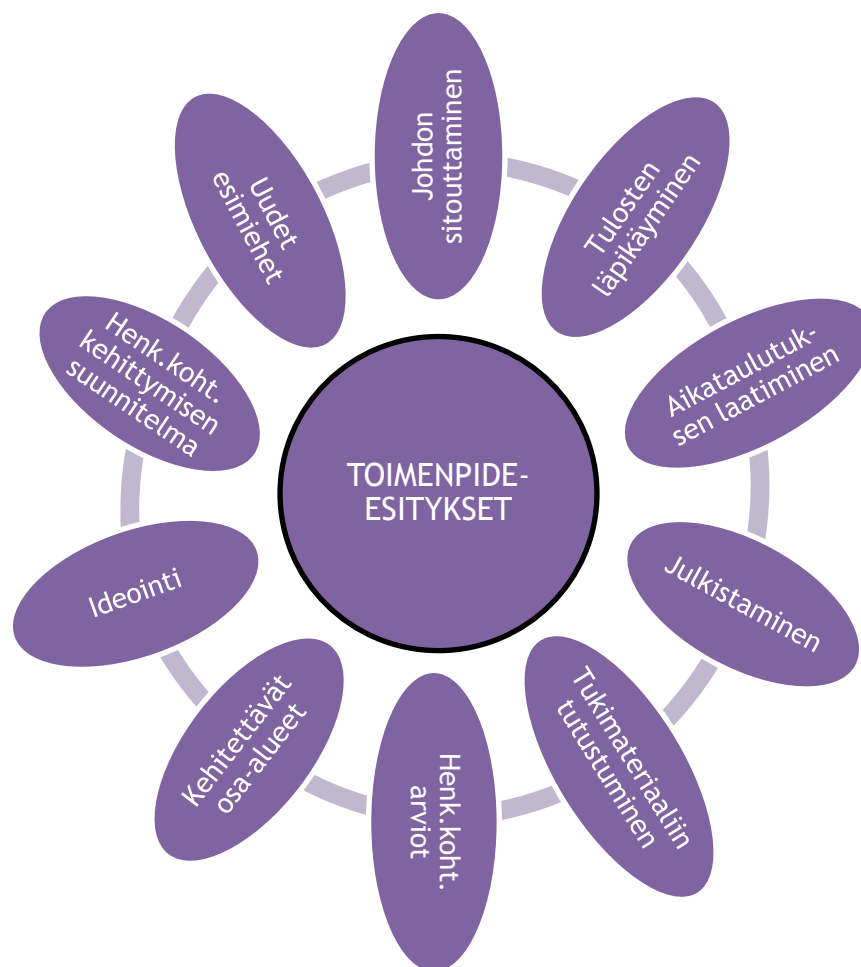 Johdon
sitouttaminen
Tulosten
läpikäyminen
Aikataulutuk-
sen laatiminen
Julkistaminen
Tukimateriaaliin
tutustuminen
Henk.koht.
arviot
Kehitettävät
osa-alueet
Ideointi
Henk.koht.
kehittymisen
suunnitelma
Uudet
esimiehet
TOIMENPIDE-
ESITYKSET